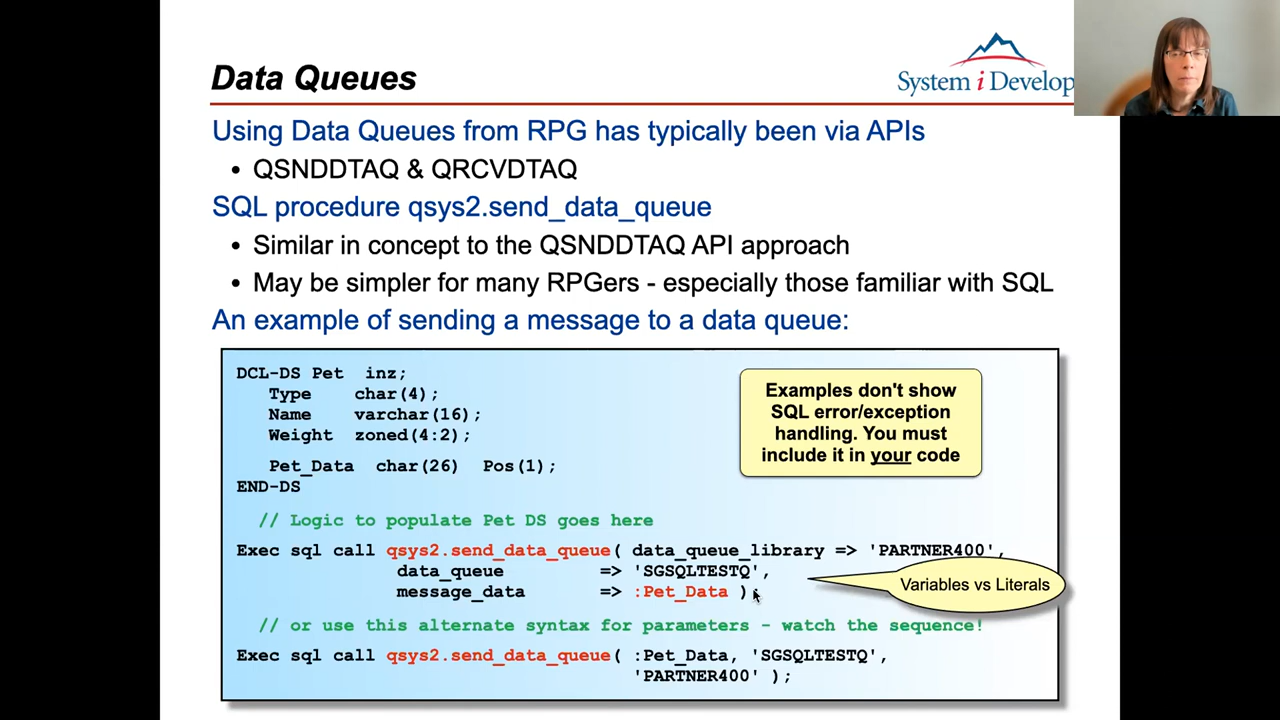 Data Queues
System i Develop
Using Data Queues from RPG has typically been via APIs
• QSNDDTAQ & QRCVDTAQ
SQL procedure qsys2.send_data_queue
• Similar in concept to the QSNDDTAQ API approach
• May be simpler for many RPGers - especially those familiar with SQL
An example of sending a message to a data queue:
DCL-DS Pet inz;
Type char(4);
Name varchar(16);
Weight zoned(4:2);
Pet_Data char(26) Pos(1);
END-DS
Examples don't show
SQL error/exception
handling. You must
include it in your code
// Logic to populate Pet DS goes here
Exec sql call qsys2.send_data_queue( data_queue_library => 'PARTNER400',
data_queue => 'SGSQLTESTQ',
message_data => :Pet_Data );
Variables vs Literals
// or use this alternate syntax for parameters - watch the sequence!
Exec sql call qsys2.send_data_queue( :Pet_Data, 'SGSQLTESTQ',
'PARTNER400' );